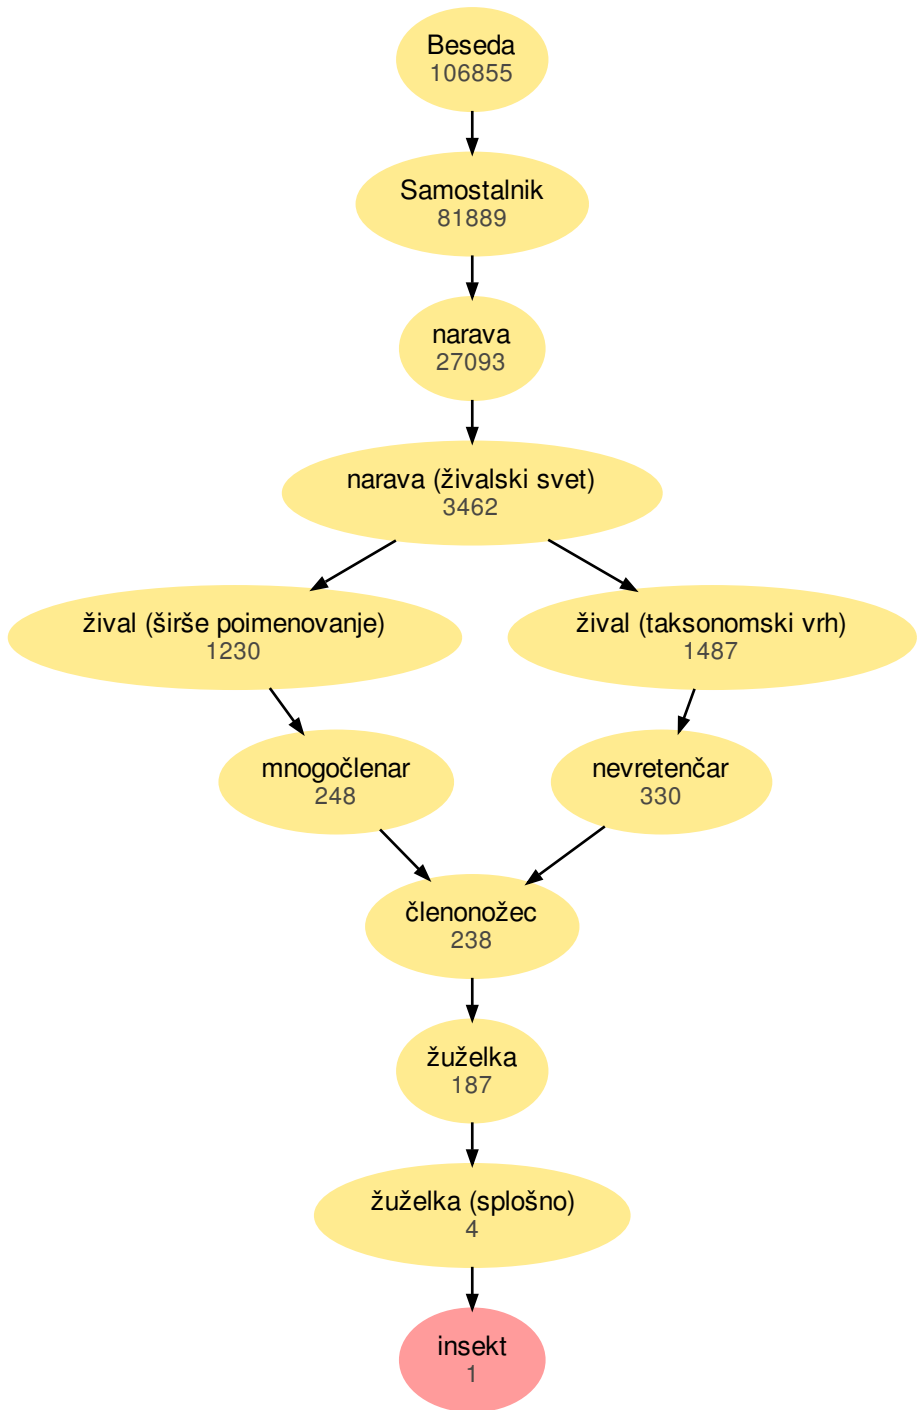 Beseda
106855
Samostalnik
81889
narava
27093
narava (živalski svet)
3462
žival (širše poimenovanje)
1230
žival (taksonomski vrh)
1487
mnogočlenar
248
nevretenčar
330
členonožec
238
žuželka
187
žuželka (splošno)
4
insekt
1